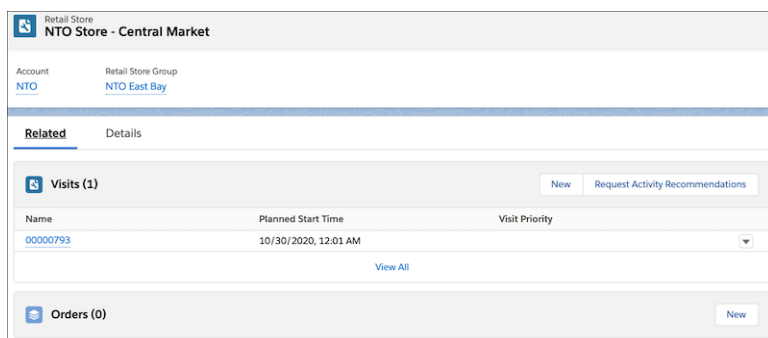 Retail Store
NTO Store - Central Market
Account Retail Store Group
NTO NTO East Bay
Related Details
Visits (1) New Request Activity Recommendations
Name Planned Start Time Visit Priority
00000793 10/30/2020, 12:01 AM
View All
Orders (0) New